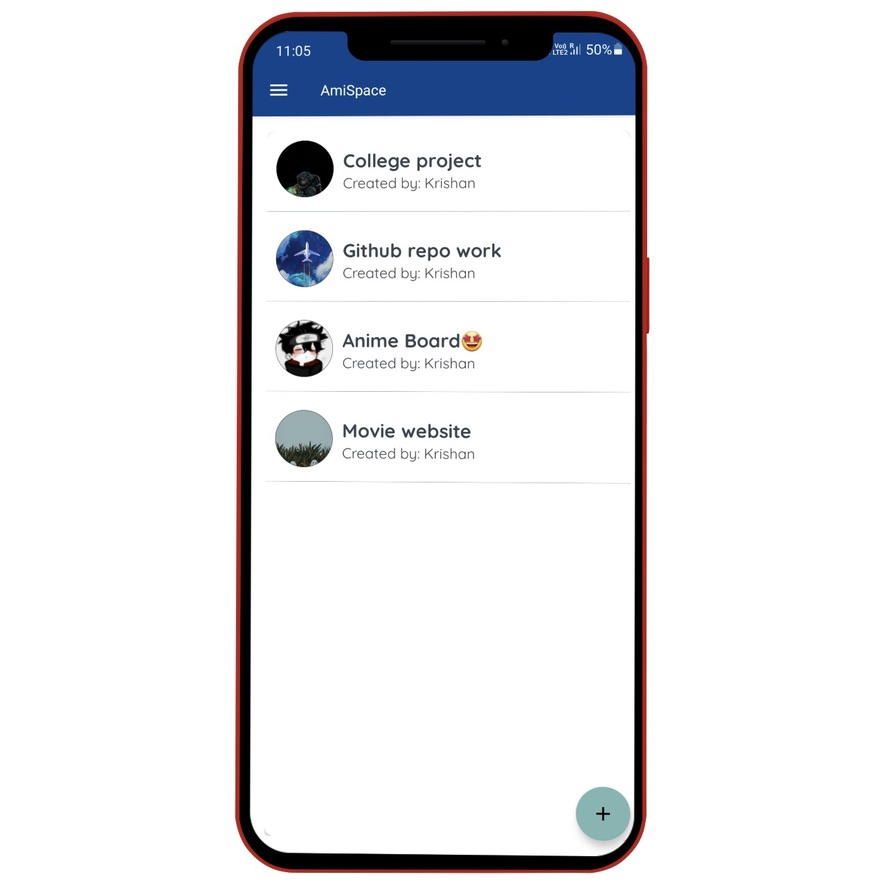 11:05
Vo) R
LTE2 50%
AmiSpace
College project
Created by: Krishan
Github repo work
Created by: Krishan
Anime Board🤩
Created by: Krishan
Movie website
Created by: Krishan
+